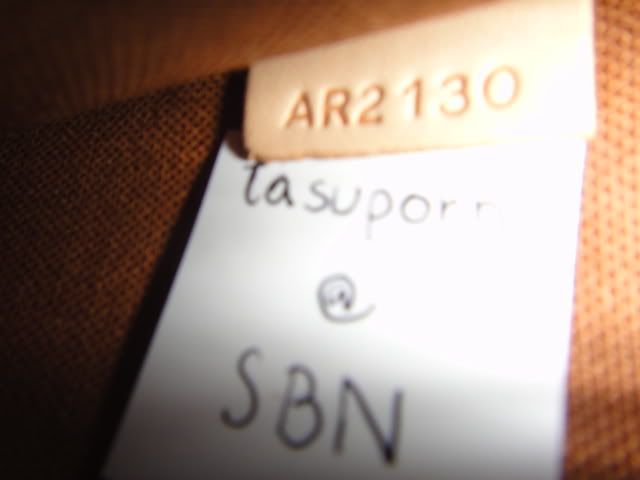 AR2130
tasuporn
@
SBN